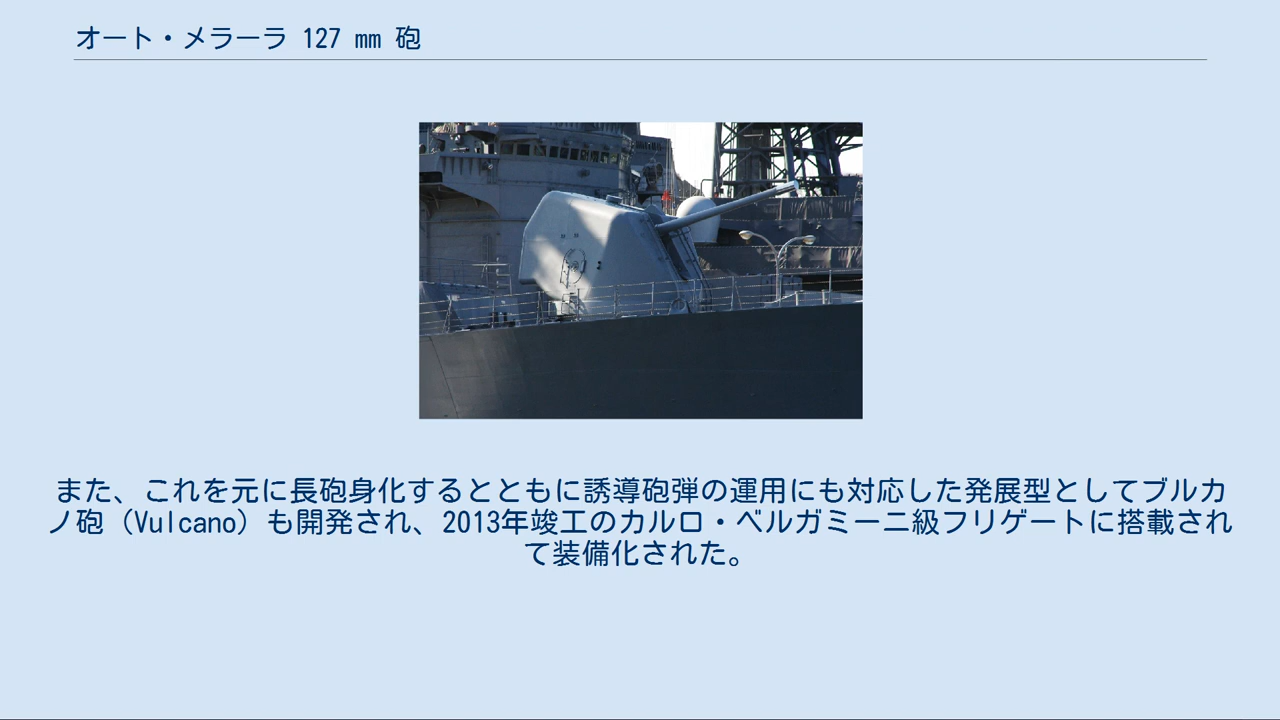 オート・メラーラ 127 mm 砲
また、これを元に長砲身化するとともに誘導砲弾の運用にも対応した発展型としてブルカ
ノ砲（Vulcano）も開発され、2013年竣工のカルロ・ベルガミーニ級フリゲートに搭載され
て装備化された。